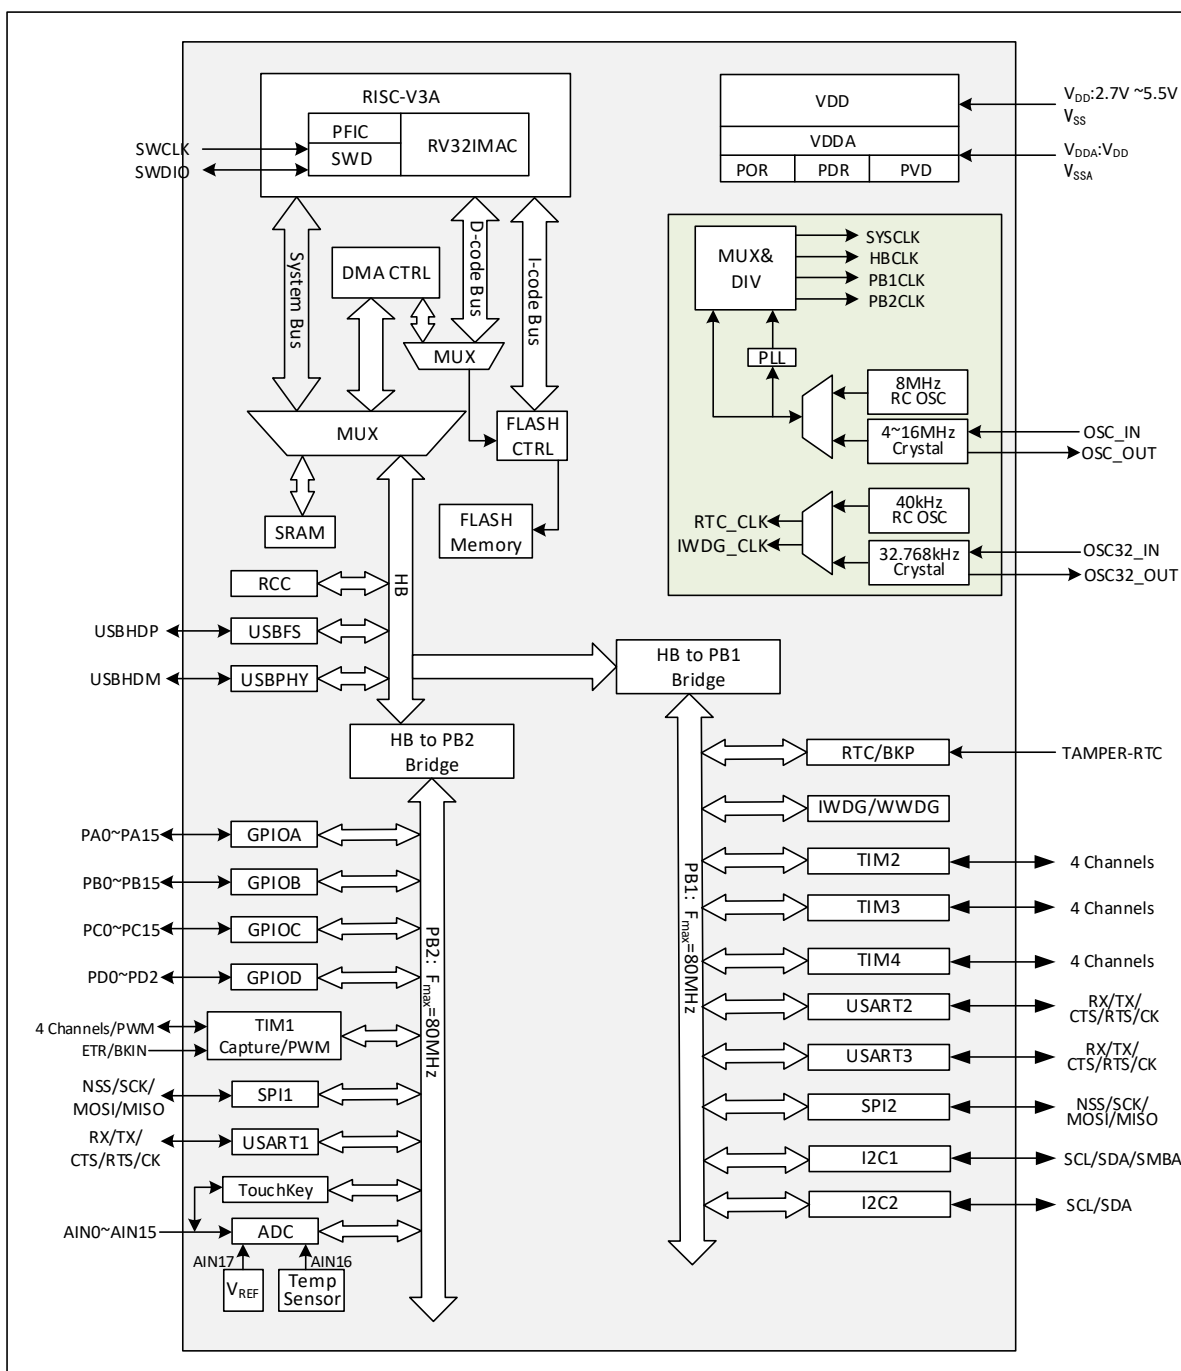 RISC-V3A
PFIC
SWD
RV32IMAC
SWCLK
SWDIO
VDD
VDDA
POR
PDR
PVD
VDD:2.7V ~5.5V
VSS
VDDA:VDD
VSSA
System Bus
DMA CTRL
D-code Bus
I-code Bus
MUX
MUX
FLASH
CTRL
SRAM
FLASH
Memory
MUX&
DIV
SYSCLK
HBCLK
PB1CLK
PB2CLK
PLL
8MHz
RC OSC
4~16MHz
Crystal
OSC_IN
OSC_OUT
40kHz
RC OSC
RTC_CLK
IWDG_CLK
32.768kHz
Crystal
OSC32_IN
OSC32_OUT
RCC
HB
USBHDP
USBFS
USBHDM
USBPHY
HB to PB1
Bridge
HB to PB2
Bridge
PA0~PA15
GPIOA
PB0~PB15
GPIOB
PC0~PC15
GPIOC
PD0~PD2
GPIOD
4 Channels/PWM
ETR/BKIN
TIM1
Capture/PWM
NSS/SCK/
MOSI/MISO
SPI1
RX/TX/
CTS/RTS/CK
USART1
TouchKey
AIN0~AIN15
ADC
AIN17
AIN16
VREF
Temp
Sensor
PB2: Fmax=80MHz
PB1: Fmax=80MHz
RTC/BKP
TAMPER-RTC
IWDG/WWDG
TIM2
4 Channels
TIM3
4 Channels
TIM4
4 Channels
USART2
RX/TX/
CTS/RTS/CK
USART3
RX/TX/
CTS/RTS/CK
SPI2
NSS/SCK/
MOSI/MISO
I2C1
SCL/SDA/SMBA
I2C2
SCL/SDA